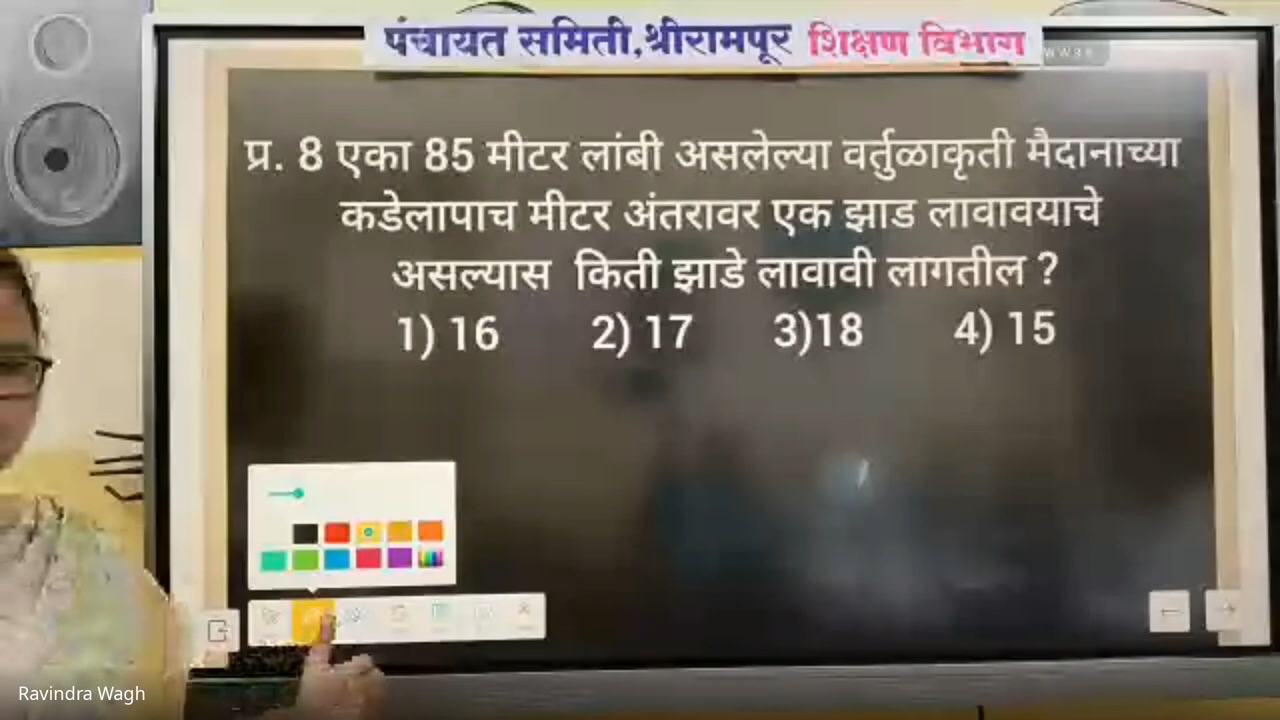 पंचायत समिती,श्रीरामपूर शिक्षण विभाग
प्र. 8 एका 85 मीटर लांबी असलेल्या वर्तुळाकृती मैदानाच्या
कडेलापाच मीटर अंतरावर एक झाड लावावयाचे
असल्यास किती झाडे लावावी लागतील ?
1) 16 2) 17 3)18 4) 15
Ravindra Wagh